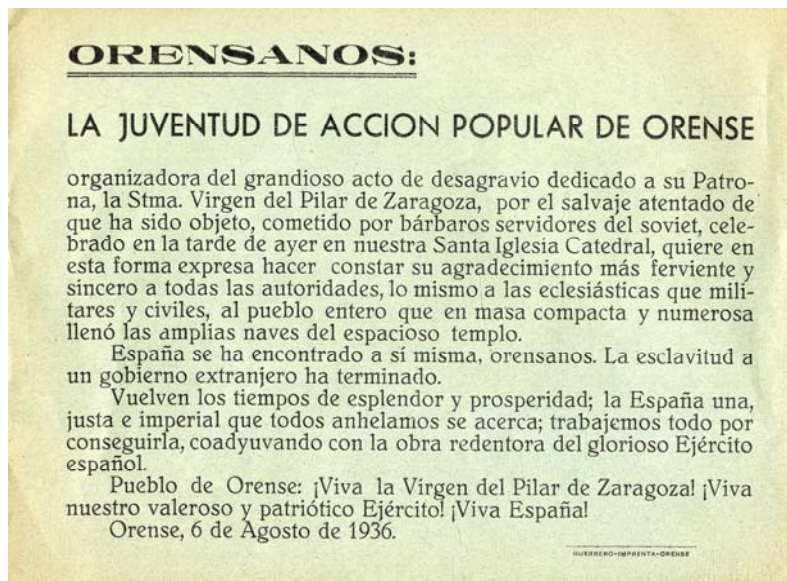 ORENSANOS:
LA JUVENTUD DE ACCION POPULAR DE ORENSE
organizadora del grandioso acto de desagravio dedicado a su Patro-
na, la Stma. Virgen del Pilar de Zaragoza, por el salvaje atentado de
que ha sido objeto, cometido por bárbaros servidores del soviet, cele-
brado en la tarde de ayer en nuestra Santa Iglesia Catedral, quiere en
esta forma expresa hacer constar su agradecimiento más ferviente y
sincero a todas las autoridades, lo mismo a las eclesiásticas que mili-
tares y civiles, al pueblo entero que en masa compacta y numerosa
llenó las amplias naves del espacioso templo.
España se ha encontrado a sí misma, orensanos. La esclavitud a
un gobierno extranjero ha terminado.
Vuelven los tiempos de esplendor y prosperidad; la España una,
justa e imperial que todos anhelamos se acerca; trabajemos todo por
conseguirla, coadyuvando con la obra redentora del glorioso Ejército
español.
Pueblo de Orense: ¡Viva la Virgen del Pilar de Zaragoza! ¡Viva
nuestro valeroso y patriótico Ejército! ¡Viva España!
Orense, 6 de Agosto de 1936.
GUERRERO-IMPRENTA-ORENSE